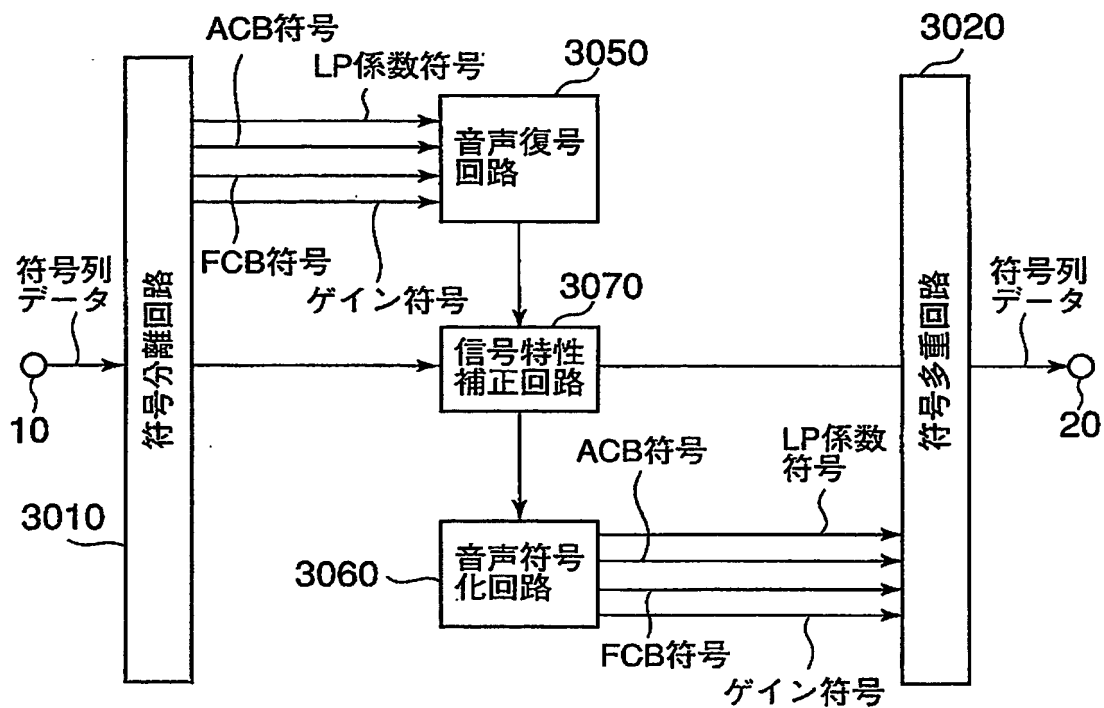 ACB符号
LP係数符号
3050
3020
音声復号
回路
FCB符号
ゲイン符号
符号列
データ
10
符号分離回路
3010
3070
信号特性
補正回路
符号多重回路
符号列
データ
20
ACB符号
LP係数
符号
3060
音声符号
化回路
FCB符号
ゲイン符号